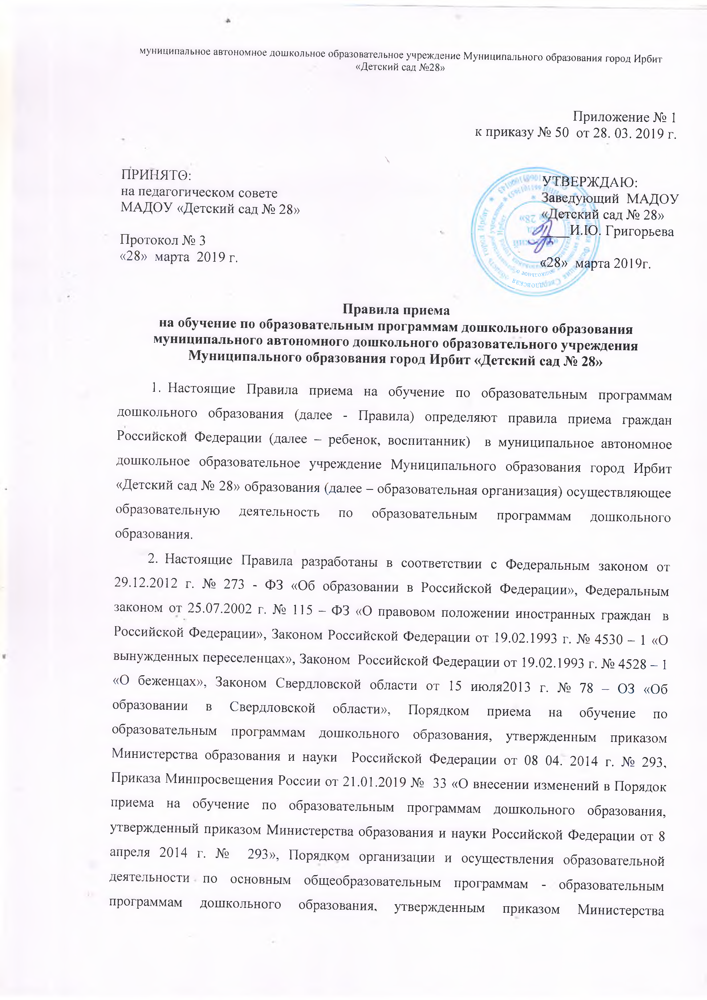 муниципальное автономное дошкольное образовательное учреждение Муниципального образования город Ирбит
«Детский сад №28»
Приложение № 1
к приказу № 50 от 28. 03. 2019 г.
ПРИНЯТО:
на педагогическом совете
МАДОУ «Детский сад № 28»
Протокол № 3
«28» марта 2019 г.
УТВЕРЖДАЮ:
Заведующий МАДОУ
«Детский сад № 28»
____И.Ю. Григорьева
«28» марта 2019г.
Правила приема
на обучение по образовательным программам дошкольного образования
муниципального автономного дошкольного образовательного учреждения
Муниципального образования город Ирбит «Детский сад № 28»
1. Настоящие Правила приема на обучение по образовательным программам
дошкольного образования (далее - Правила) определяют правила приема граждан
Российской Федерации (далее – ребенок, воспитанник) в муниципальное автономное
дошкольное образовательное учреждение Муниципального образования город Ирбит
«Детский сад № 28» образования (далее – образовательная организация) осуществляющее
образовательную деятельность по образовательным программам дошкольного
образования.
2. Настоящие Правила разработаны в соответствии с Федеральным законом от
29.12.2012 г. № 273 - ФЗ «Об образовании в Российской Федерации», Федеральным
законом от 25.07.2002 г. № 115 – ФЗ «О правовом положении иностранных граждан в
Российской Федерации», Законом Российской Федерации от 19.02.1993 г. № 4530 – 1 «О
вынужденных переселенцах», Законом Российской Федерации от 19.02.1993 г. № 4528 – 1
«О беженцах», Законом Свердловской области от 15 июля2013 г. № 78 – ОЗ «Об
образовании в Свердловской области», Порядком приема на обучение по
образовательным программам дошкольного образования, утвержденным приказом
Министерства образования и науки Российской Федерации от 08 04. 2014 г. № 293,
Приказа Минпросвещения России от 21.01.2019 № 33 «О внесении изменений в Порядок
приема на обучение по образовательным программам дошкольного образования,
утвержденный приказом Министерства образования и науки Российской Федерации от 8
апреля 2014 г. № 293», Порядком организации и осуществления образовательной
деятельности по основным общеобразовательным программам - образовательным
программам дошкольного образования, утвержденным приказом Министерства